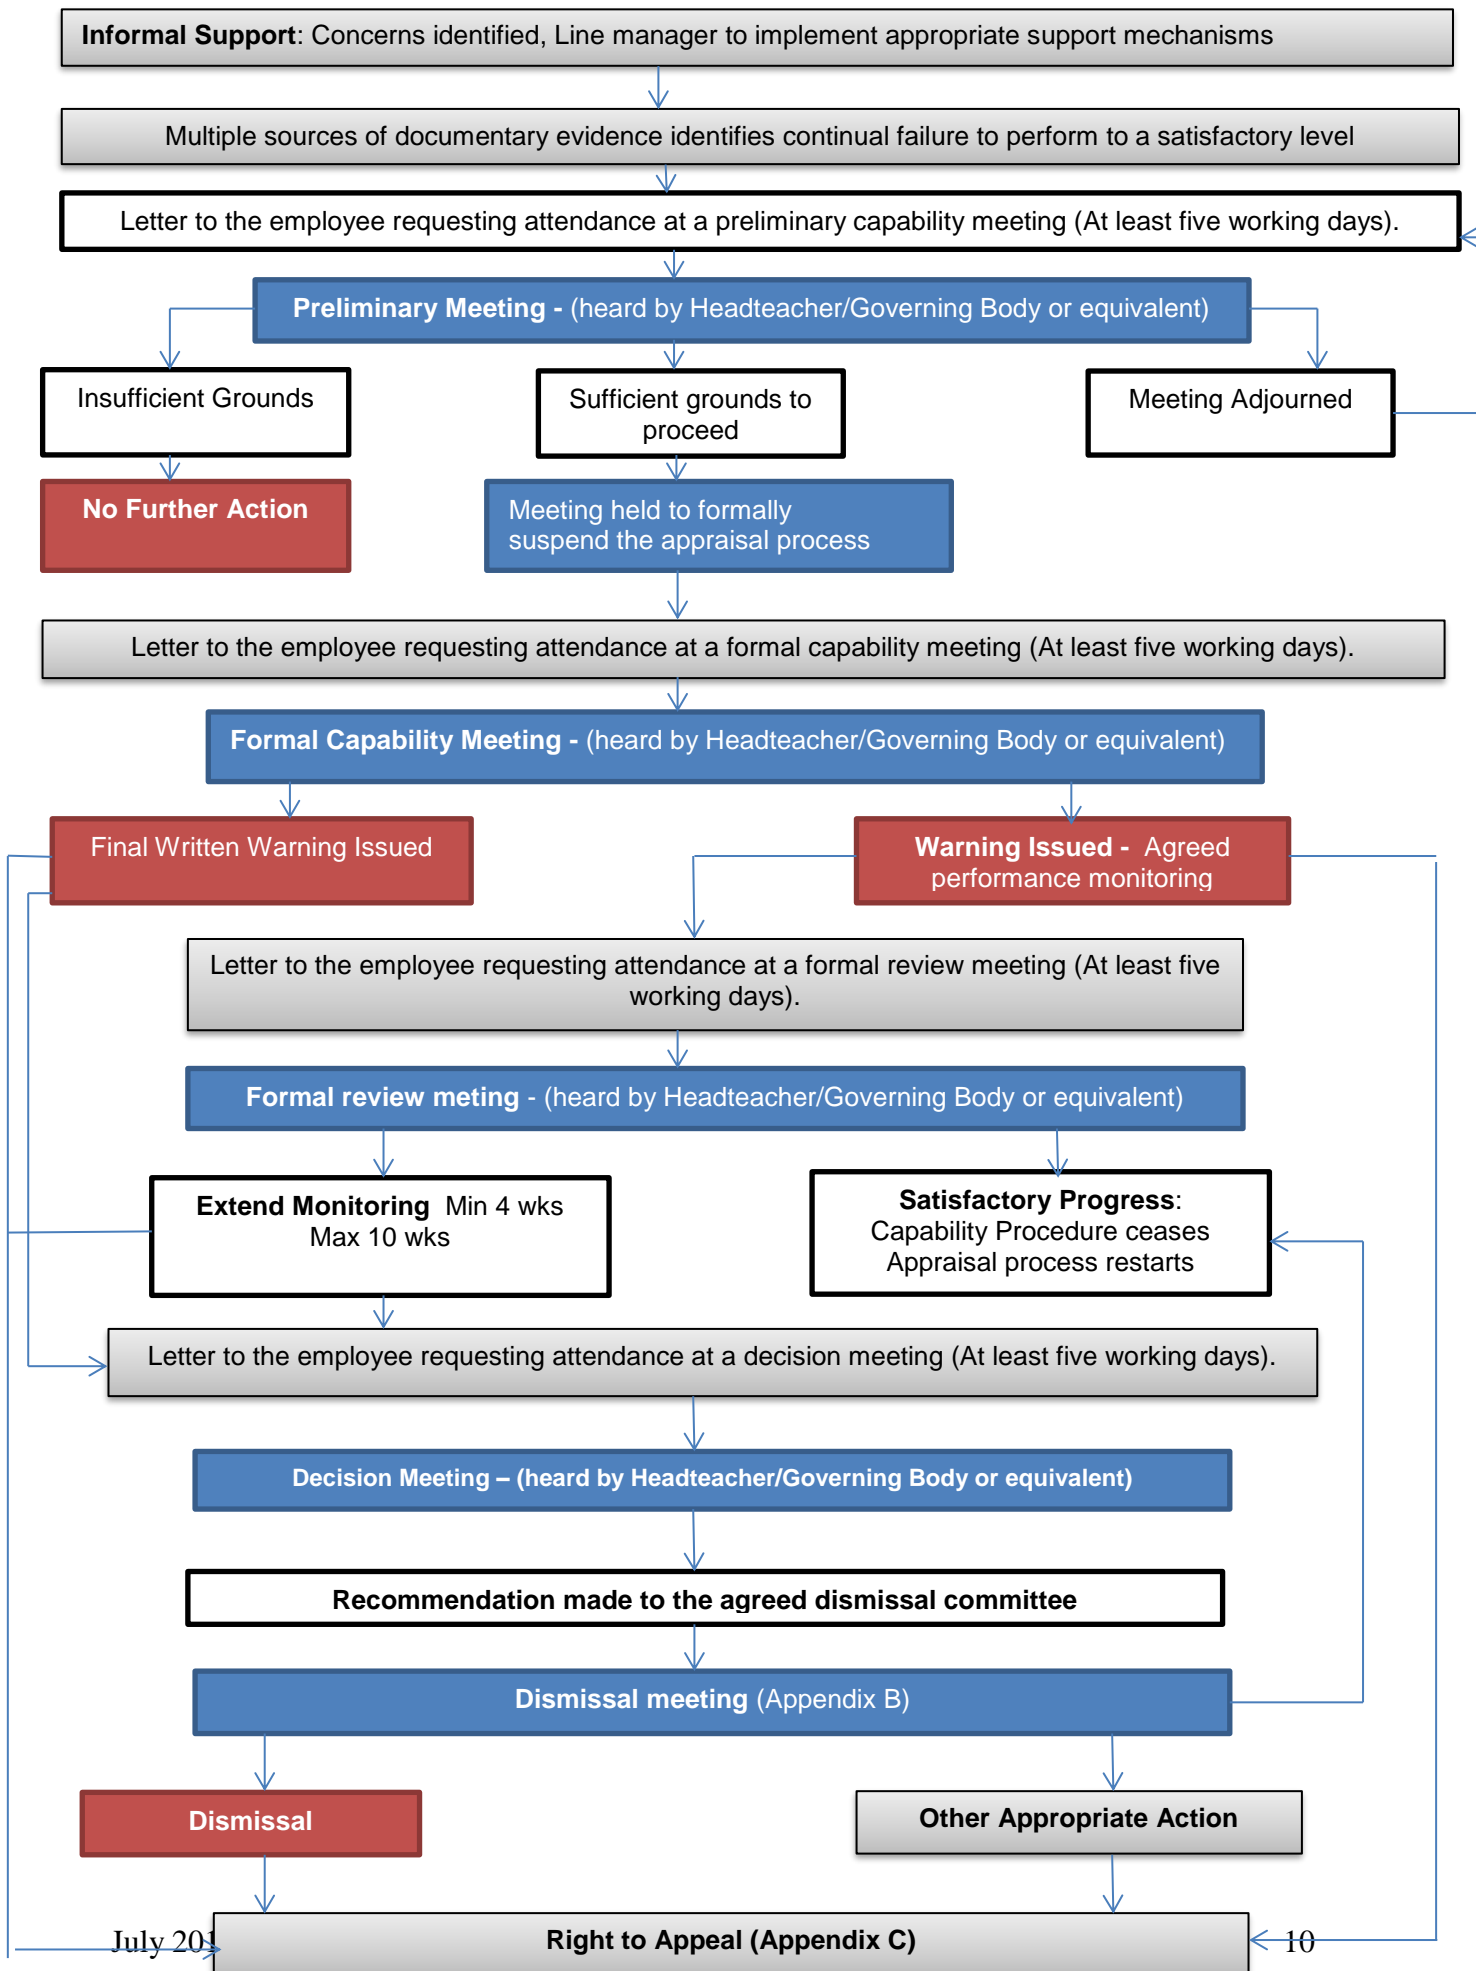 Informal Support: Concerns identified, Line manager to implement appropriate support mechanisms
Multiple sources of documentary evidence identifies continual failure to perform to a satisfactory level
Letter to the employee requesting attendance at a preliminary capability meeting (At least five working days).
Preliminary Meeting - (heard by Headteacher/Governing Body or equivalent)
Insufficient Grounds
Sufficient grounds to
proceed
Meeting Adjourned
No Further Action
Meeting held to formally
suspend the appraisal process
Letter to the employee requesting attendance at a formal capability meeting (At least five working days).
Formal Capability Meeting - (heard by Headteacher/Governing Body or equivalent)
Final Written Warning Issued
Warning Issued - Agreed
performance monitoring
Letter to the employee requesting attendance at a formal review meeting (At least five
working days).
Formal review meting - (heard by Headteacher/Governing Body or equivalent)
Extend Monitoring Min 4 wks
Max 10 wks
Satisfactory Progress:
Capability Procedure ceases
Appraisal process restarts
Letter to the employee requesting attendance at a decision meeting (At least five working days).
Decision Meeting – (heard by Headteacher/Governing Body or equivalent)
Recommendation made to the agreed dismissal committee
Dismissal meeting (Appendix B)
Dismissal
Other Appropriate Action
Right to Appeal (Appendix C)
July
10